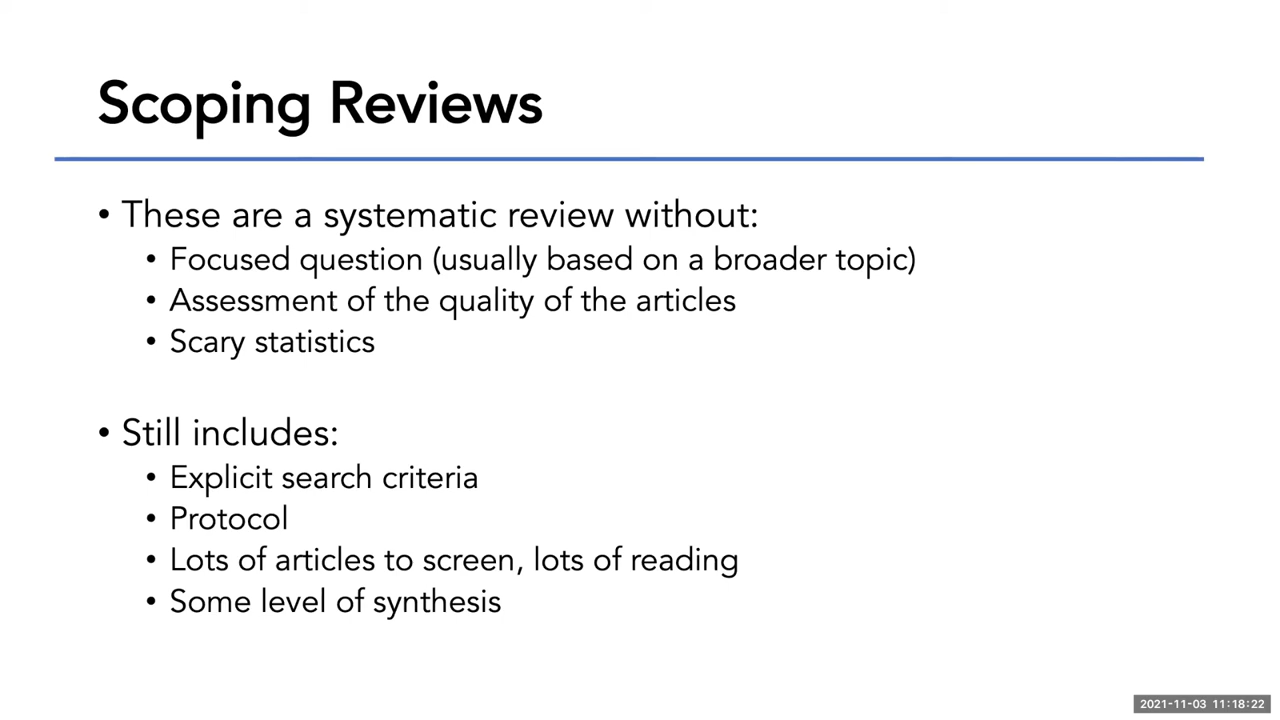 Scoping Reviews
• These are a systematic review without:
• Focused question (usually based on a broader topic)
• Assessment of the quality of the articles
• Scary statistics
• Still includes:
• Explicit search criteria
• Protocol
• Lots of articles to screen, lots of reading
• Some level of synthesis
2021-11-03 11:18:22